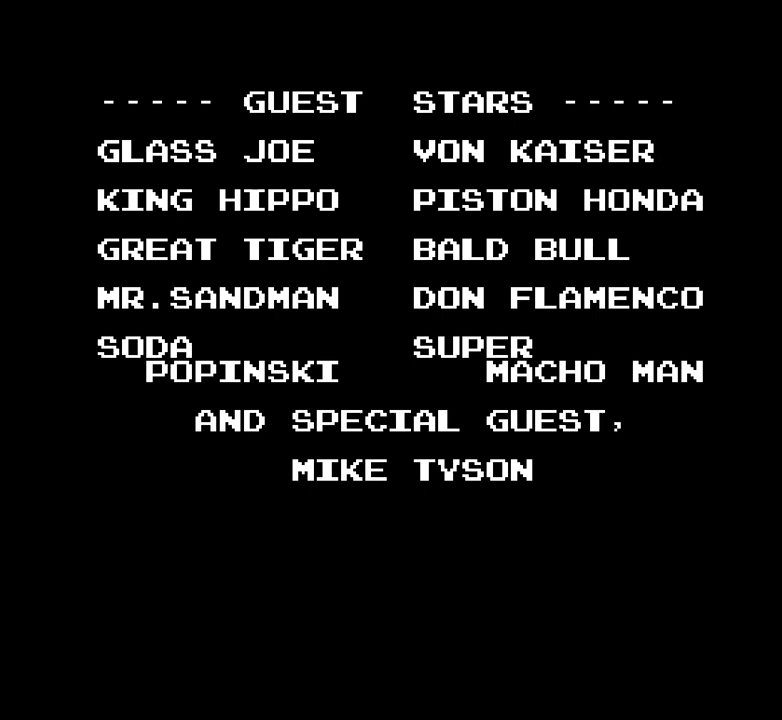 ----- GUEST STARS -----
GLASS JOE VON KAISER
KING HIPPO PISTON HONDA
GREAT TIGER BALD BULL
MR.SANDMAN DON FLAMENCO
SODA SUPER
POPINSKI MACHO MAN
AND SPECIAL GUEST,
MIKE TYSON